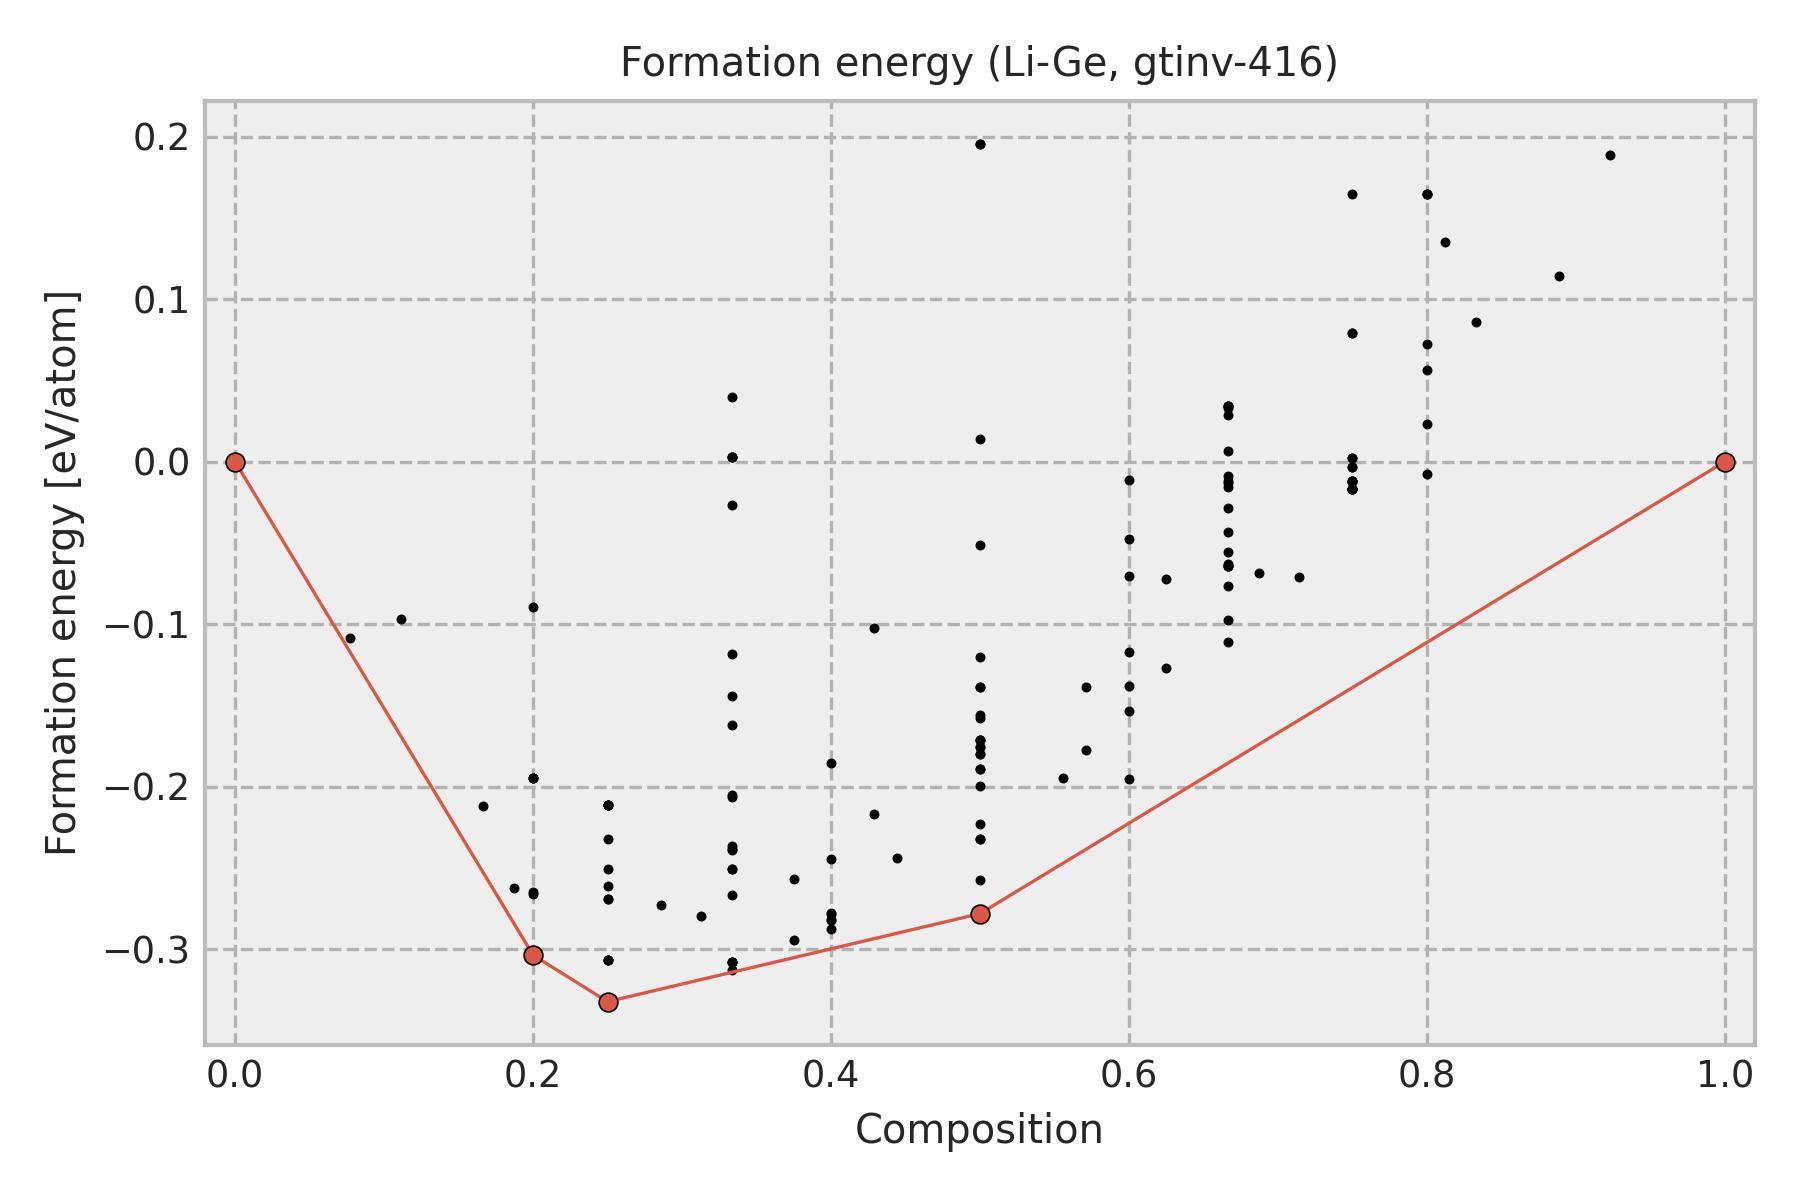 Formation energy (Li-Ge, gtinv-416)
Formation energy [eV/atom]
0.2
0.1
0.0
−0.1
−0.2
−0.3
0.0 0.2 0.4 0.6 0.8 1.0
Composition